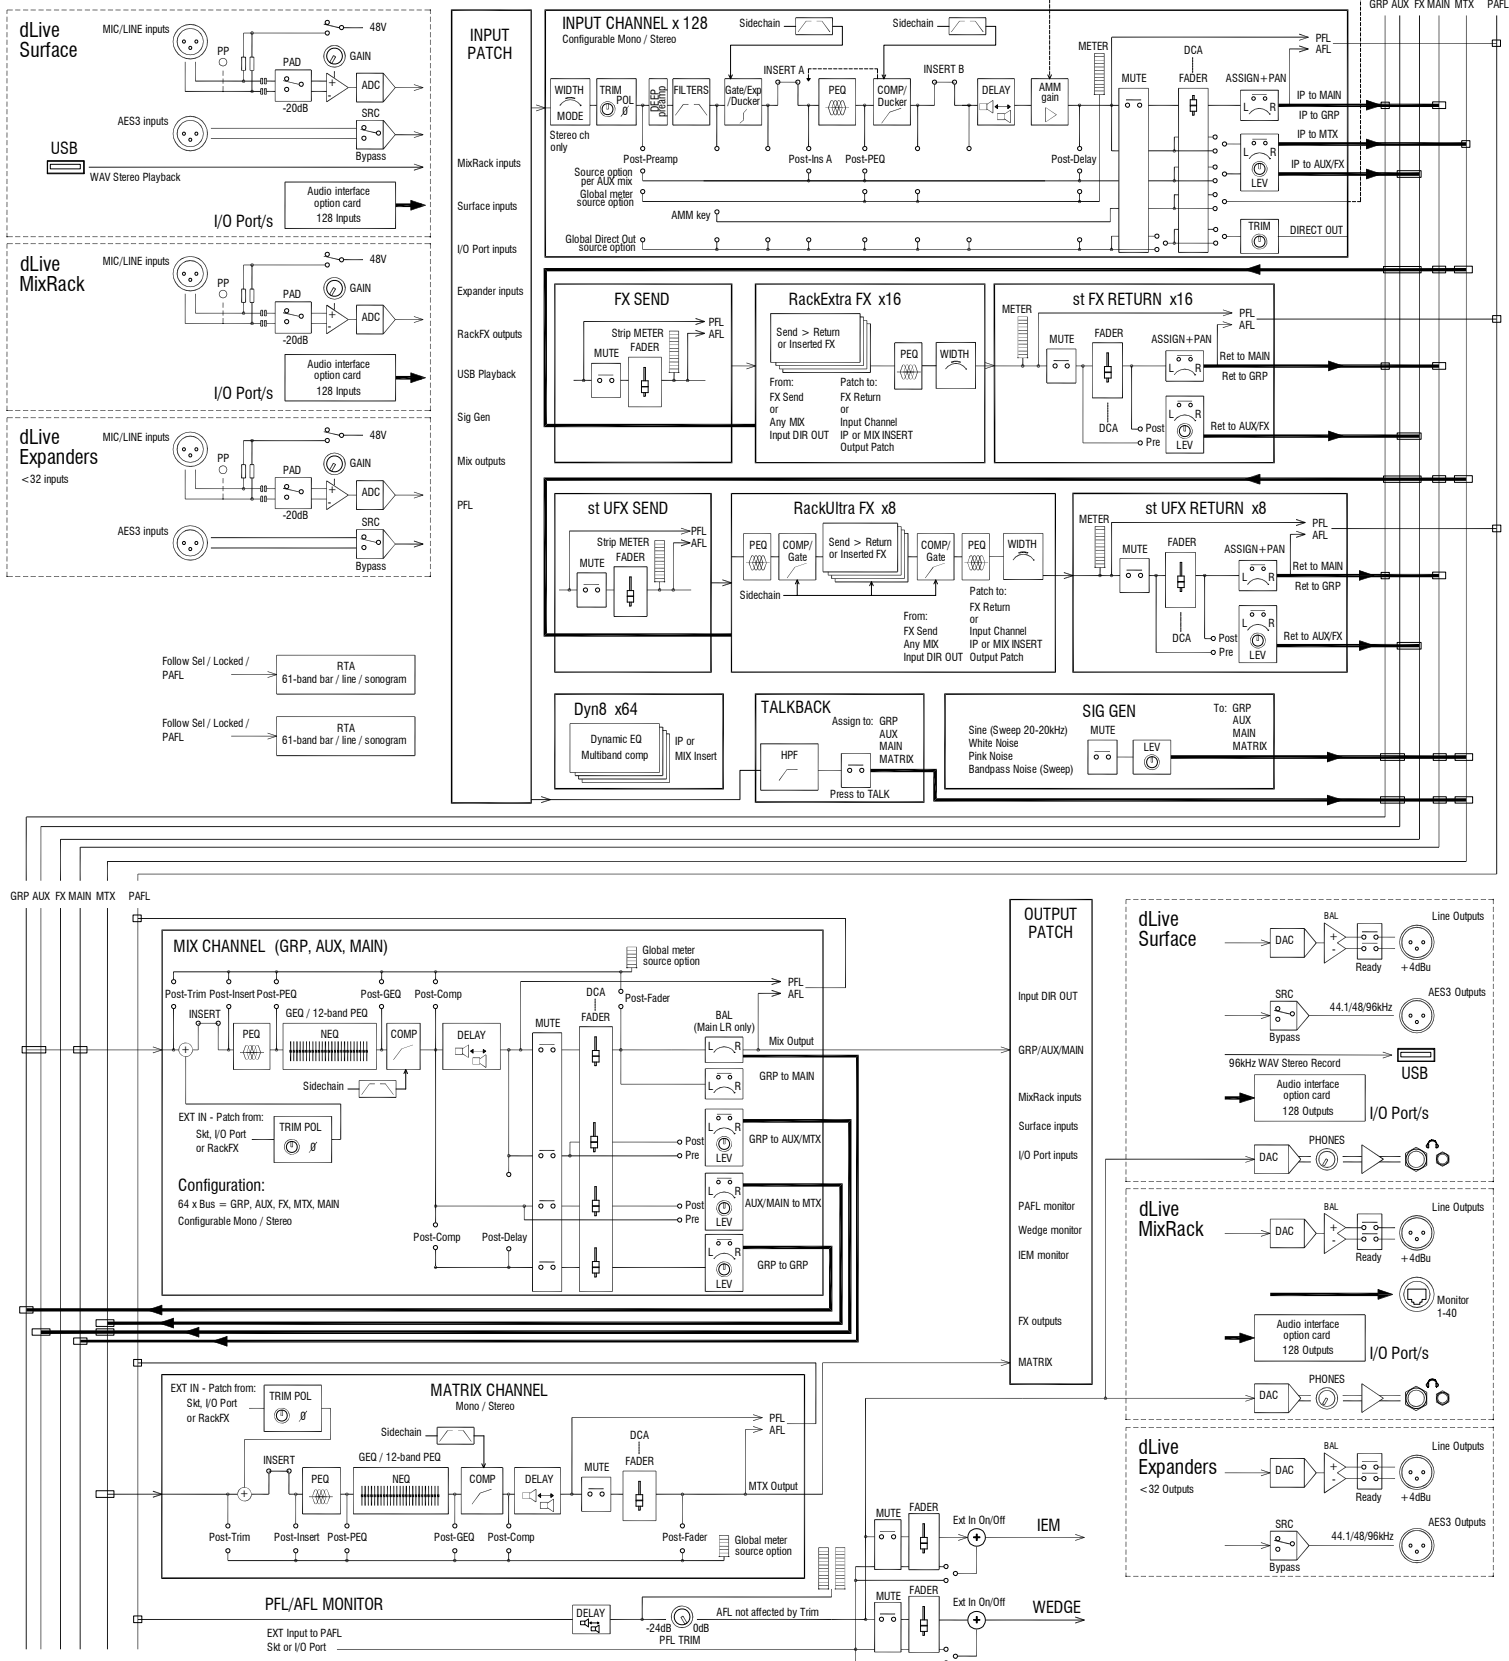 GRP AUX FX MAIN MTX PAFL
dLive
Surface
MIC/LINE inputs
48V
PP
GAIN
PAD
-20dB
+
-
ADC
AES3 inputs
SRC
Bypass
USB
WAV Stereo Playback
Audio interface
option card
128 Inputs
I/O Port/s
dLive
MixRack
MIC/LINE inputs
48V
PP
GAIN
PAD
-20dB
+
-
ADC
Audio interface
option card
128 Inputs
I/O Port/s
dLive
Expanders
<32 inputs
MIC/LINE inputs
48V
PP
GAIN
PAD
-20dB
+
-
ADC
AES3 inputs
SRC
Bypass
Follow Sel / Locked /
PAFL
RTA
61-band bar / line / sonogram
Follow Sel / Locked /
PAFL
RTA
61-band bar / line / sonogram
INPUT
PATCH
MixRack inputs
Surface inputs
I/O Port inputs
Expander inputs
RackFX outputs
USB Playback
Sig Gen
Mix outputs
PFL
INPUT CHANNEL x 128
Configurable Mono / Stereo
Sidechain
Sidechain
WIDTH
MODE
Stereo ch
only
TRIM
POL
Ø
DEEP
preamp
FILTERS
Gate/Exp
/Ducker
INSERT A
PEQ
COMP/
Ducker
INSERT B
DELAY
AMM
gain
METER
MUTE
DCA
FADER
PFL
AFL
ASSIGN+PAN
L R
IP to MAIN
IP to GRP
IP to MTX
L R
LEV
IP to AUX/FX
TRIM
DIRECT OUT
Post-Preamp
Post-Ins A
Post-PEQ
Post-Delay
Source option
per AUX mix
Global meter
source option
AMM key
Global Direct Out
source option
FX SEND
PFL
AFL
Strip METER
MUTE
FADER
RackExtra FX x16
Send > Return
or Inserted FX
PEQ
WIDTH
From:
FX Send
or
Any MIX
Input DIR OUT
Patch to:
FX Return
or
Input Channel
IP or MIX INSERT
Output Patch
st FX RETURN x16
METER
PFL
AFL
MUTE
FADER
ASSIGN+PAN
L R
Ret to MAIN
Ret to GRP
DCA
Post
Pre
L R
LEV
Ret to AUX/FX
st UFX SEND
PFL
AFL
Strip METER
MUTE
FADER
RackUltra FX x8
PEQ
COMP/
Gate
Send > Return
or Inserted FX
COMP/
Gate
PEQ
WIDTH
Sidechain
From:
FX Send
Any MIX
Input DIR OUT
Patch to:
FX Return
or
Input Channel
IP or MIX INSERT
Output Patch
st UFX RETURN x8
METER
PFL
AFL
MUTE
FADER
ASSIGN+PAN
L R
Ret to MAIN
Ret to GRP
DCA
Post
Pre
L R
LEV
Ret to AUX/FX
Dyn8 x64
Dynamic EQ
Multiband comp
IP or
MIX Insert
TALKBACK
Assign to: GRP
AUX
MAIN
MATRIX
HPF
Press to TALK
SIG GEN
Sine (Sweep 20-20kHz)
White Noise
Pink Noise
Bandpass Noise (Sweep)
MUTE
LEV
To: GRP
AUX
MAIN
MATRIX
GRP AUX FX MAIN MTX PAFL
MIX CHANNEL (GRP, AUX, MAIN)
Global meter
source option
Post-Trim
Post-Insert
Post-PEQ
Post-GEQ
Post-Comp
Post-Fader
PFL
AFL
INSERT
PEQ
GEQ / 12-band PEQ
NEQ
COMP
DELAY
MUTE
DCA
FADER
BAL
(Main LR only)
L R
Mix Output
L R
GRP to MAIN
Sidechain
EXT IN - Patch from:
Skt, I/O Port
or RackFX
TRIM POL
Ø
Post
Pre
L R
LEV
GRP to AUX/MTX
Configuration:
64 x Bus = GRP, AUX, FX, MTX, MAIN
Configurable Mono / Stereo
Post
Pre
L R
LEV
AUX/MAIN to MTX
Post-Comp
Post-Delay
L R
LEV
GRP to GRP
MATRIX CHANNEL
Mono / Stereo
EXT IN - Patch from:
Skt, I/O Port
or RackFX
TRIM POL
Ø
Sidechain
PFL
AFL
INSERT
PEQ
GEQ / 12-band PEQ
NEQ
COMP
DELAY
MUTE
DCA
FADER
MTX Output
Post-Trim
Post-Insert
Post-PEQ
Post-GEQ
Post-Comp
Post-Fader
Global meter
source option
PFL/AFL MONITOR
EXT Input to PAFL
Skt or I/O Port
DELAY
-24dB
0dB
PFL TRIM
AFL not affected by Trim
MUTE
FADER
Ext In On/Off
IEM
MUTE
FADER
Ext In On/Off
WEDGE
OUTPUT
PATCH
Input DIR OUT
GRP/AUX/MAIN
MixRack inputs
Surface inputs
I/O Port inputs
PAFL monitor
Wedge monitor
IEM monitor
FX outputs
MATRIX
dLive
Surface
DAC
BAL
+
-
Ready
Line Outputs
+4dBu
SRC
Bypass
44.1/48/96kHz
AES3 Outputs
96kHz WAV Stereo Record
USB
Audio interface
option card
128 Outputs
I/O Port/s
DAC
PHONES
dLive
MixRack
DAC
BAL
+
-
Ready
Line Outputs
+4dBu
Monitor
1-40
Audio interface
option card
128 Outputs
I/O Port/s
DAC
PHONES
dLive
Expanders
<32 Outputs
DAC
BAL
+
-
Ready
Line Outputs
+4dBu
SRC
Bypass
44.1/48/96kHz
AES3 Outputs